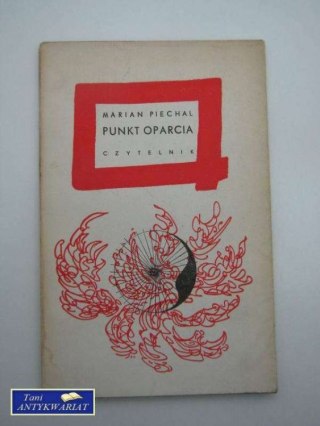 MARIAN PIECHAL
PUNKT OPARCIA
CZYTELNIK
Tani
ANTYKWARIAT